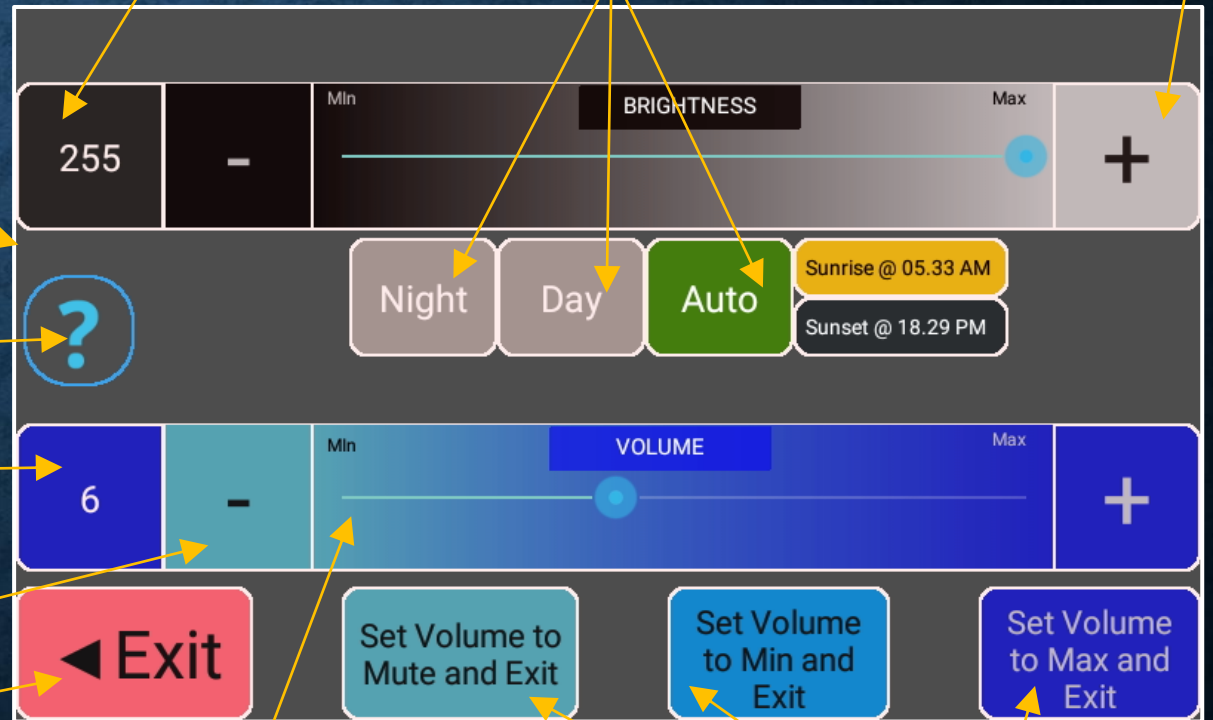 MIn
BRIGHTNESS
Max
255
-
+
Night
Day
Auto
Sunrise @ 05.33 AM
Sunset @ 18.29 PM
?
MIn
VOLUME
Max
6
-
+
◄Exit
Set Volume to
Mute and Exit
Set Volume
to Min and
Exit
Set Volume
to Max and
Exit